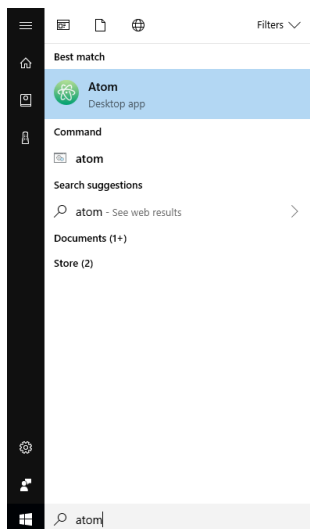 Filters
Best match
Atom
Desktop app
Command
atom
Search suggestions
atom - See web results
Documents (1+)
Store (2)
atom